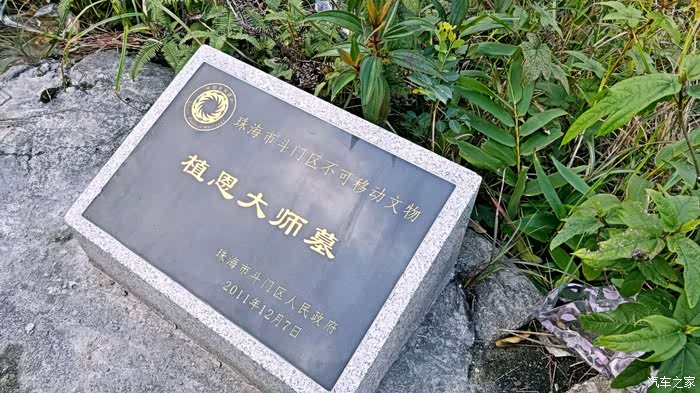 珠海市斗门区不可移动文物
植恩大师墓
珠海市斗门区人民政府
2011年12月7日
汽车之家